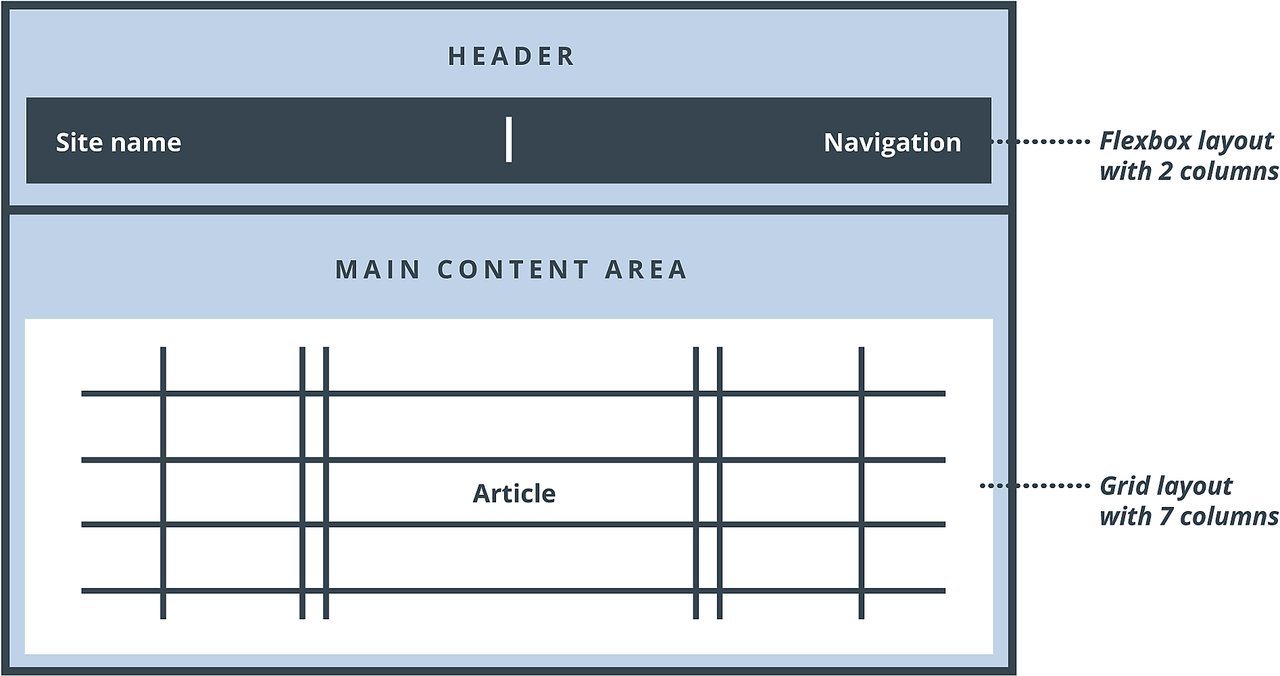 HEADER
Site name
Navigation
Flexbox layout
with 2 columns
MAIN CONTENT AREA
Article
Grid layout
with 7 columns